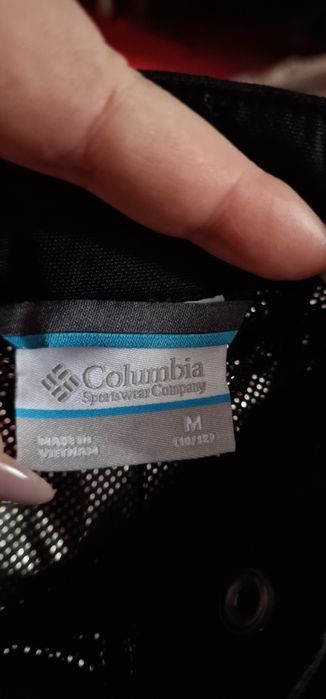 Columbia
Sportswear Company
M
(10/12)
MADE IN
VIETNAM